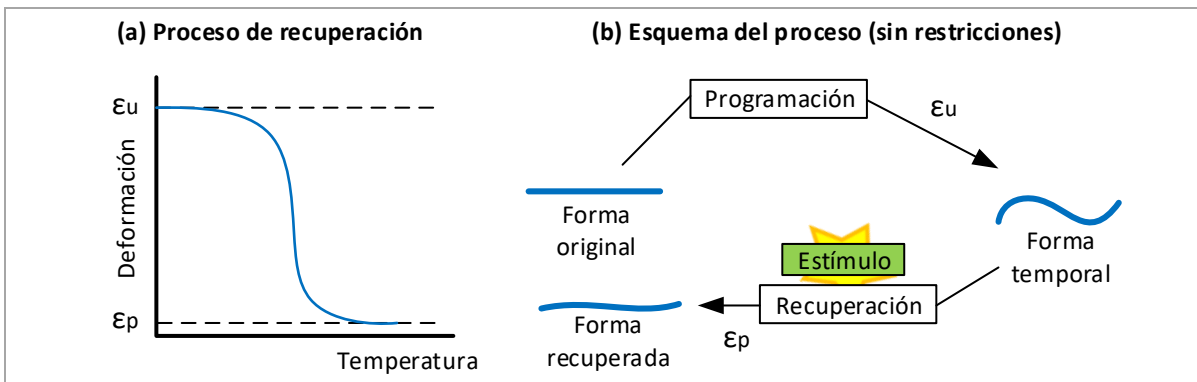 (a) Proceso de recuperación
εu
Deformación
εp
Temperatura
(b) Esquema del proceso (sin restricciones)
Programación
εu
Forma
original
Forma
temporal
Estímulo
Recuperación
εp
Forma
recuperada